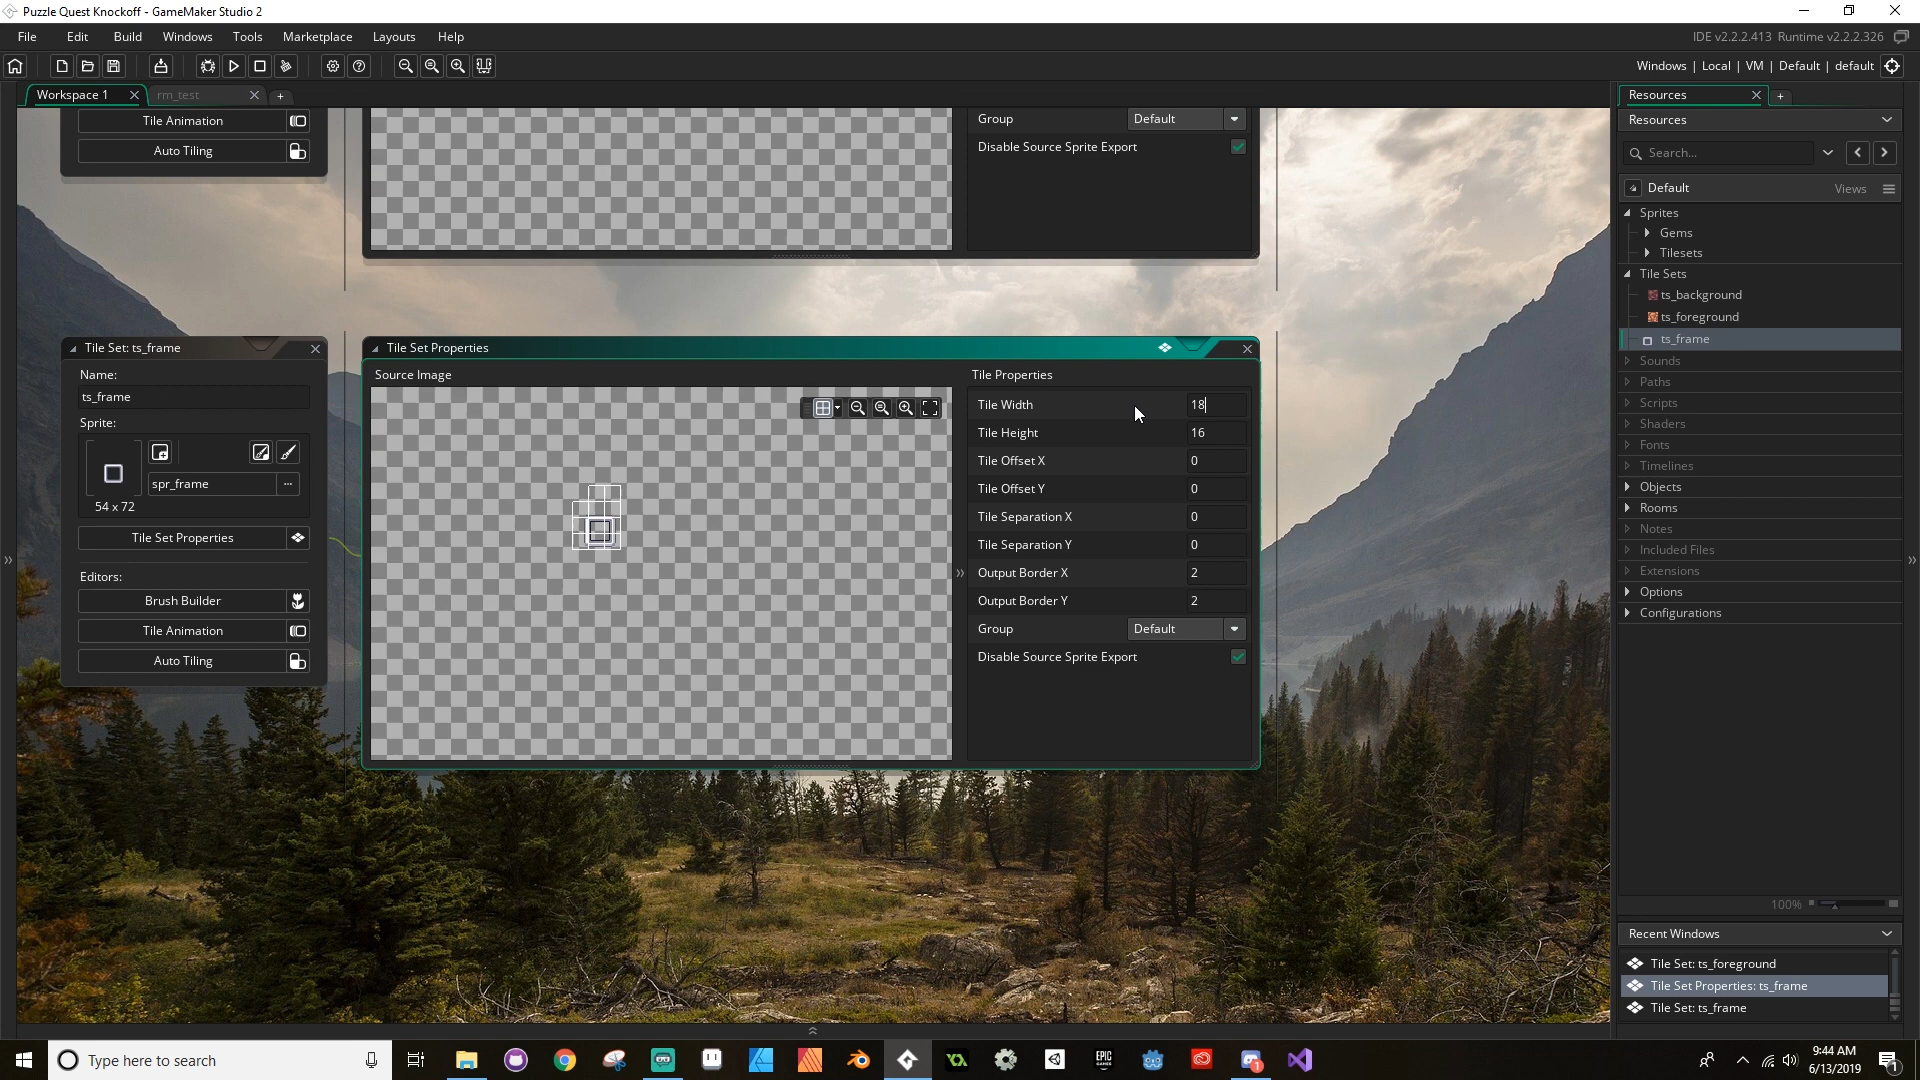 Puzzle Quest Knockoff - GameMaker Studio 2
File Edit Build Windows Tools Marketplace Layouts Help
IDE v2.2.2.413 Runtime v2.2.2.326
Windows | Local | VM | Default | default
Workspace 1
rm_test
Resources
Tile Animation
Auto Tiling
Group Default
Disable Source Sprite Export
Resources
Search...
Default Views
Sprites
Gems
Tilesets
Tile Sets
ts_background
ts_foreground
ts_frame
Sounds
Paths
Scripts
Shaders
Fonts
Timelines
Objects
Rooms
Notes
Included Files
Extensions
Options
Configurations
Tile Set: ts_frame
Name:
ts_frame
Sprite:
spr_frame
...
54 x 72
Tile Set Properties
Editors:
Brush Builder
Tile Animation
Auto Tiling
Tile Set Properties
Source Image
Tile Properties
Tile Width 18
Tile Height 16
Tile Offset X 0
Tile Offset Y 0
Tile Separation X 0
Tile Separation Y 0
Output Border X 2
Output Border Y 2
Group Default
Disable Source Sprite Export
100%
Recent Windows
Tile Set: ts_foreground
Tile Set Properties: ts_frame
Tile Set: ts_frame
Type here to search
EPIC GAMES
9:44 AM
6/13/2019